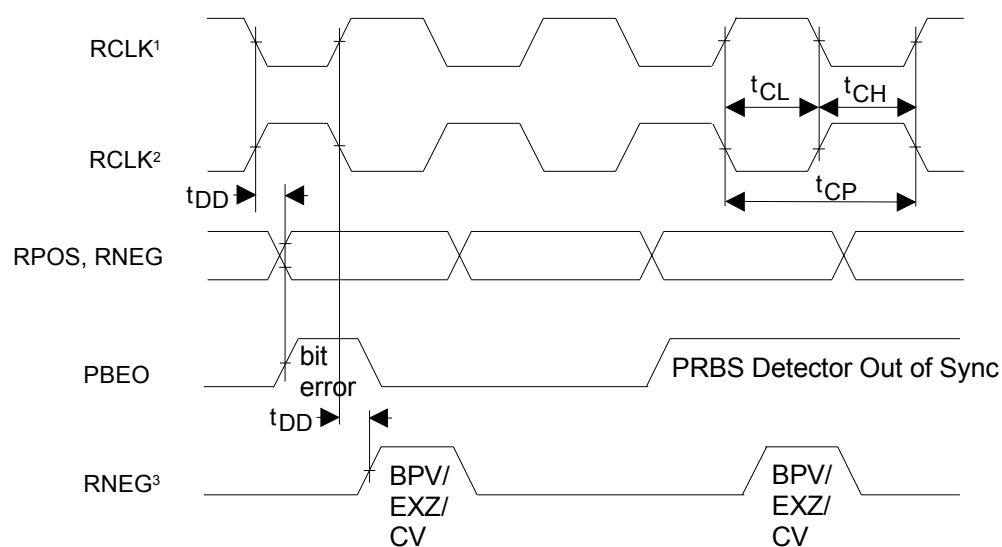 RCLK¹
tCL
tCH
RCLK²
tDD
tCP
RPOS, RNEG
PBEO
bit
error
PRBS Detector Out of Sync
tDD
RNEG³
BPV/
EXZ/
CV
BPV/
EXZ/
CV